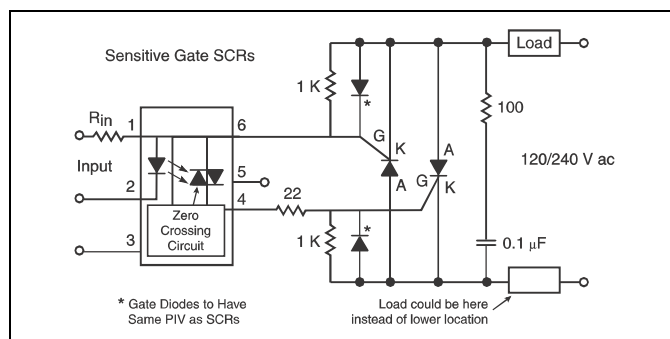 Sensitive Gate SCRs
Load
1 K
*
100
Rin
1
6
G
K
A
A
G
K
120/240 V ac
Input
5
2
4
22
Zero
Crossing
Circuit
3
1 K
*
0.1 μF
* Gate Diodes to Have
Same PIV as SCRs
Load could be here
instead of lower location